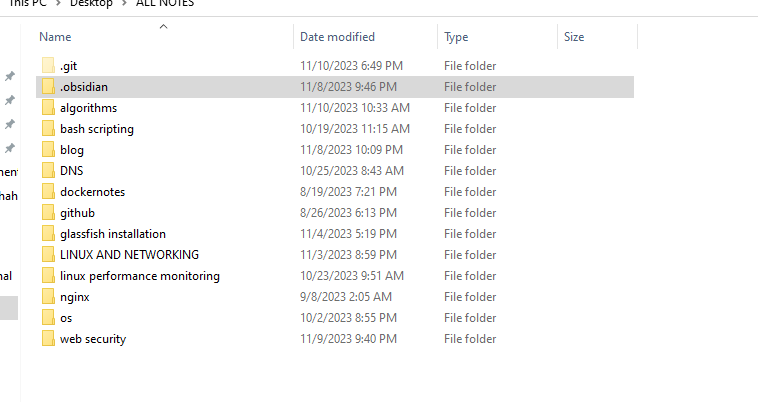 This PC > Desktop > ALL NOTES
Name Date modified Type Size
.git 11/10/2023 6:49 PM File folder
.obsidian 11/8/2023 9:46 PM File folder
algorithms 11/10/2023 10:33 AM File folder
bash scripting 10/19/2023 11:15 AM File folder
blog 11/8/2023 10:09 PM File folder
DNS 10/25/2023 8:43 AM File folder
dockernotes 8/19/2023 7:21 PM File folder
github 8/26/2023 6:13 PM File folder
glassfish installation 11/4/2023 5:19 PM File folder
LINUX AND NETWORKING 11/3/2023 8:59 PM File folder
linux performance monitoring 10/23/2023 9:51 AM File folder
nginx 9/8/2023 2:05 AM File folder
os 10/2/2023 8:55 PM File folder
web security 11/9/2023 9:40 PM File folder